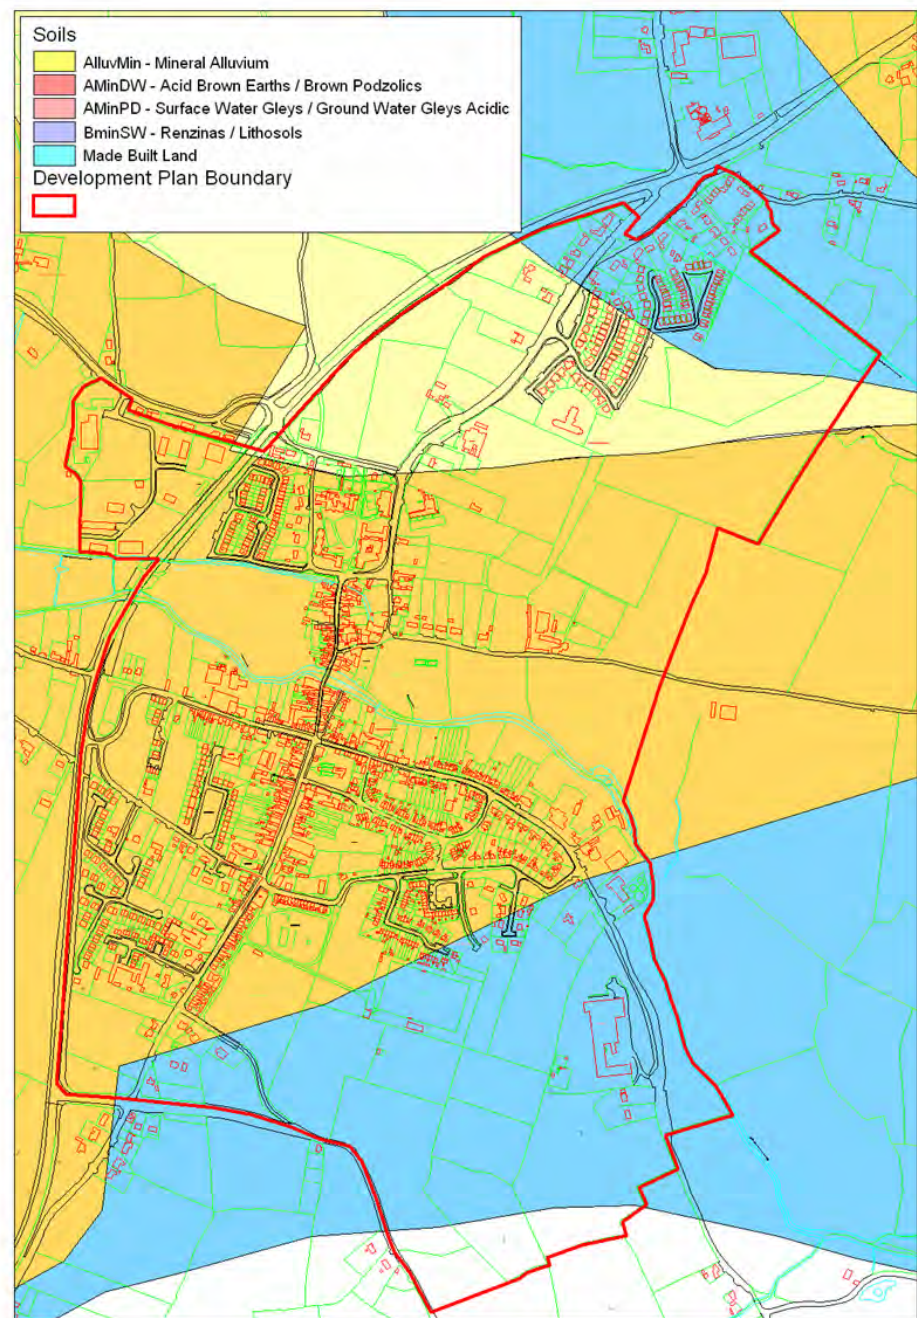 Soils
AlluvMin - Mineral Alluvium
AMinDW - Acid Brown Earths / Brown Podzolics
AMinPD - Surface Water Gleys / Ground Water Gleys Acidic
BminSW - Renzinas / Lithosols
Made Built Land
Development Plan Boundary